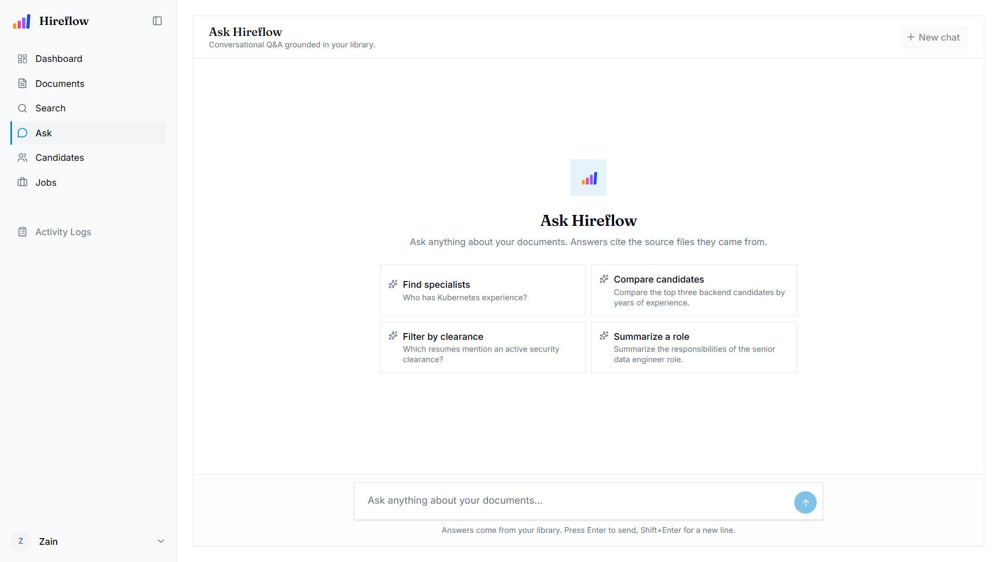 Hireflow
Dashboard
Documents
Search
Ask
Candidates
Jobs
Activity Logs
Z
Zain
Ask Hireflow
Conversational Q&A grounded in your library.
New chat
Ask Hireflow
Ask anything about your documents. Answers cite the source files they came from.
Find specialists
Who has Kubernetes experience?
Compare candidates
Compare the top three backend candidates by
years of experience.
Filter by clearance
Which resumes mention an active security
clearance?
Summarize a role
Summarize the responsibilities of the senior
data engineer role.
Ask anything about your documents...
Answers come from your library. Press Enter to send, Shift+Enter for a new line.